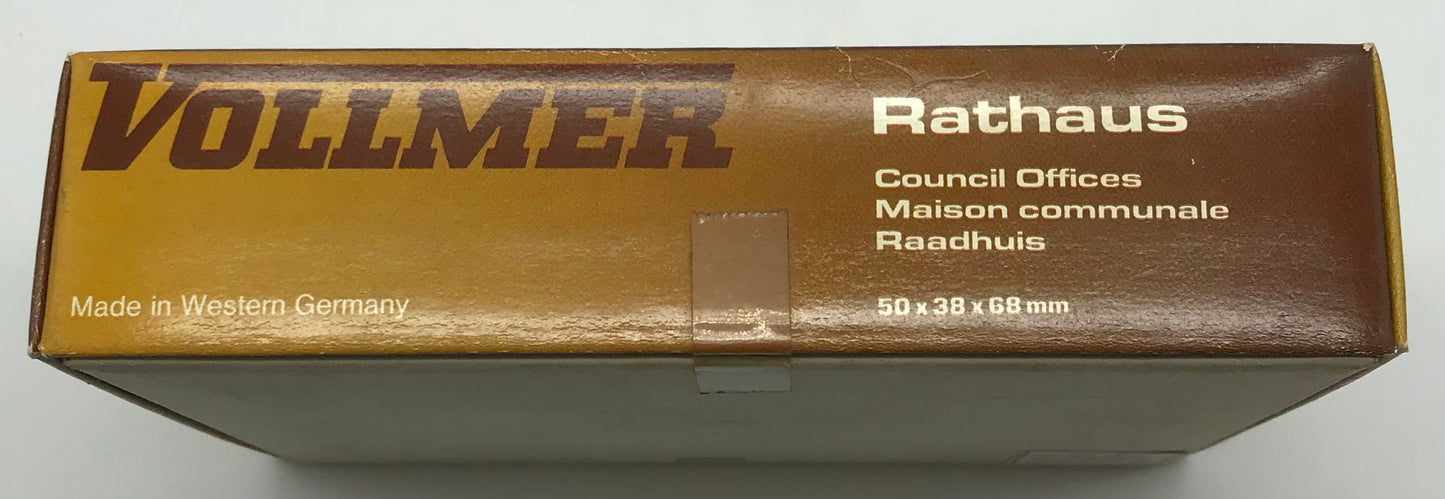 VOLLMER
Made in Western Germany
Rathaus
Council Offices
Maison communale
Raadhuis
50 x 38 x 68 mm